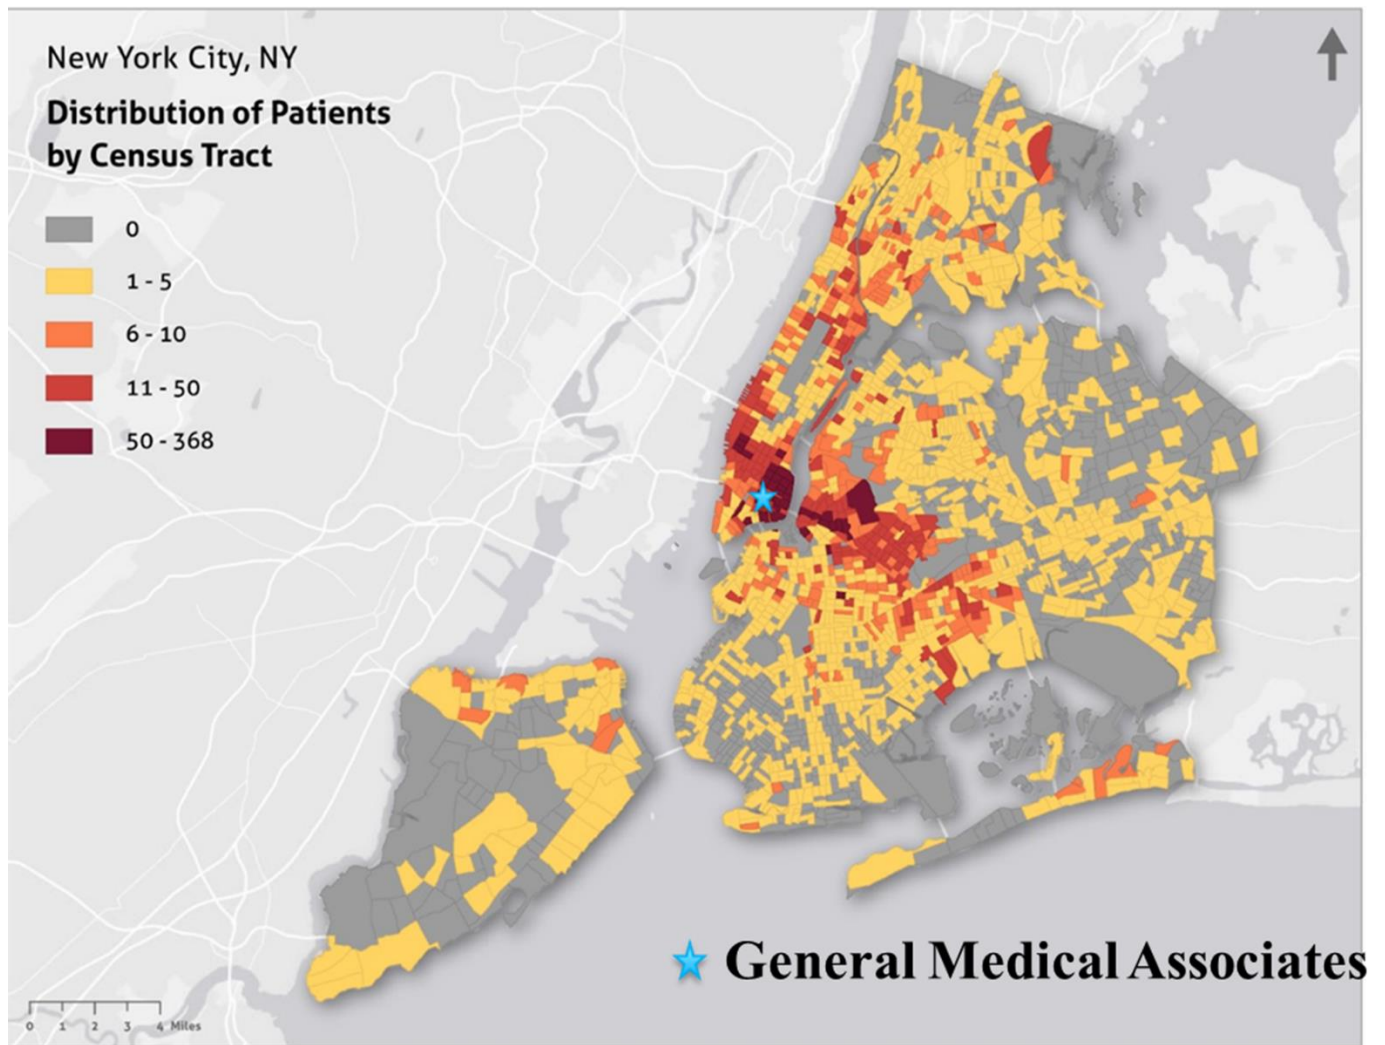 New York City, NY
Distribution of Patients
by Census Tract
0
1 - 5
6 - 10
11 - 50
50 - 368
General Medical Associates
0 1 2 3 4 Miles